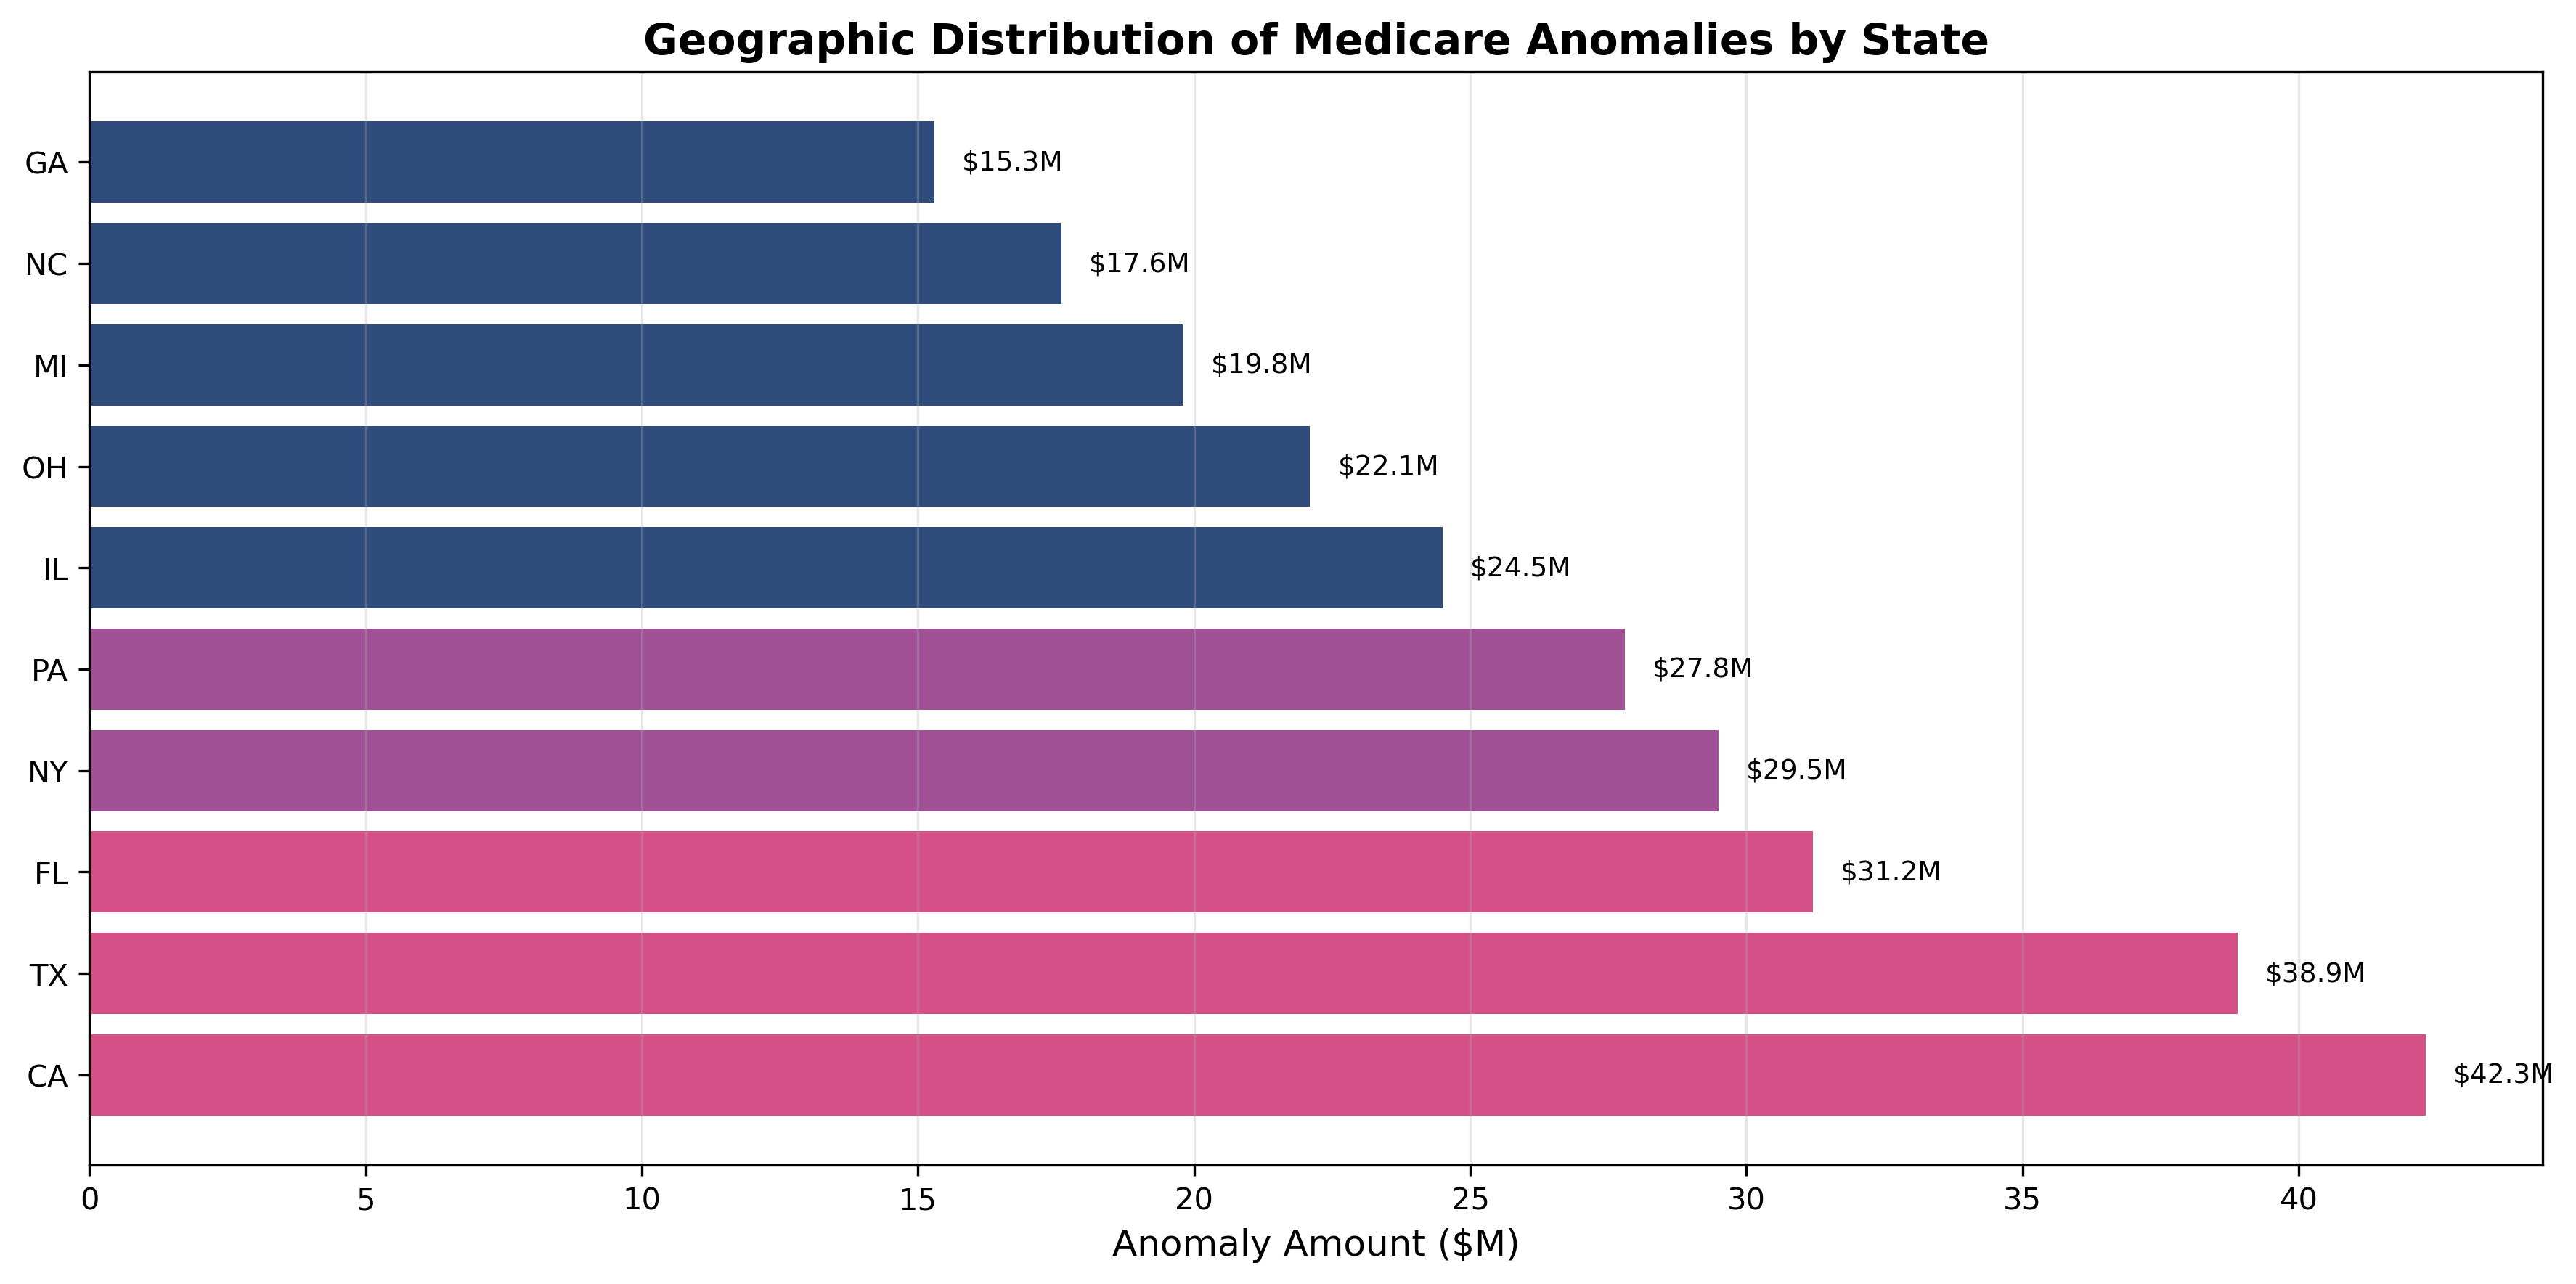 Geographic Distribution of Medicare Anomalies by State
GA $15.3M
NC $17.6M
MI $19.8M
OH $22.1M
IL $24.5M
PA $27.8M
NY $29.5M
FL $31.2M
TX $38.9M
CA $42.3M
0 5 10 15 20 25 30 35 40
Anomaly Amount ($M)